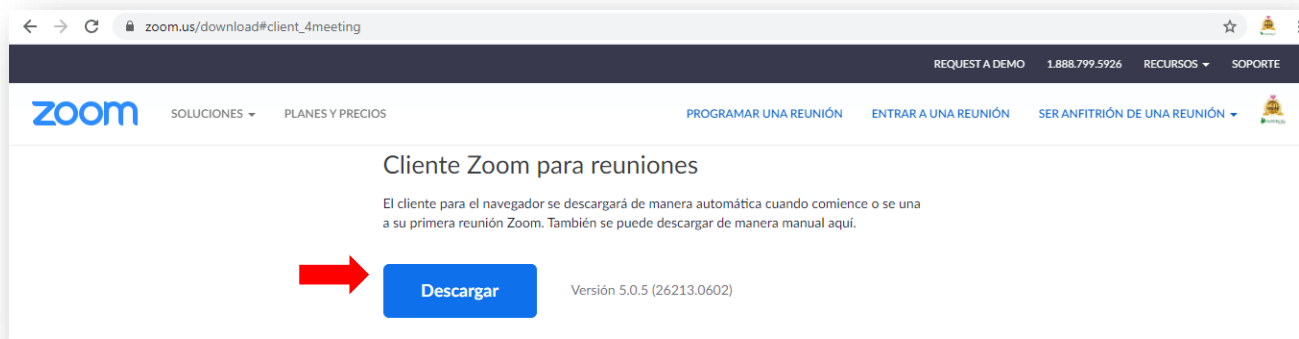 zoom.us/download#client_4meeting
REQUEST A DEMO 1.888.799.5926 RECURSOS SOPORTE
zoom SOLUCIONES PLANES Y PRECIOS PROGRAMAR UNA REUNIÓN ENTRAR A UNA REUNIÓN SER ANFITRIÓN DE UNA REUNIÓN
Cliente Zoom para reuniones
El cliente para el navegador se descargará de manera automática cuando comience o se una
a su primera reunión Zoom. También se puede descargar de manera manual aquí.
Descargar Versión 5.0.5 (26213.0602)